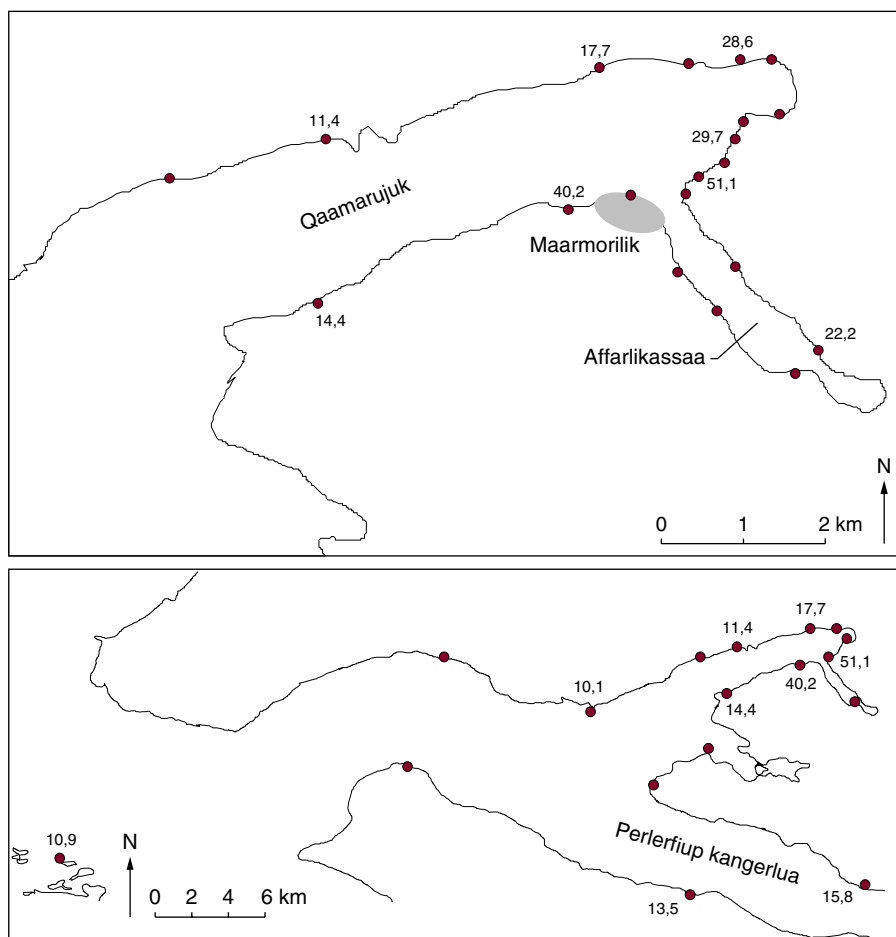 28,6
17,7
11,4
29,7
51,1
Qaamarujuk
40,2
Maarmorilik
14,4
Affarlikassaa
22,2
N
0 1 2 km
17,7
11,4
51,1
40,2
10,1
14,4
10,9
N
Perlerfiup kangerlua
0 2 4 6 km
13,5
15,8